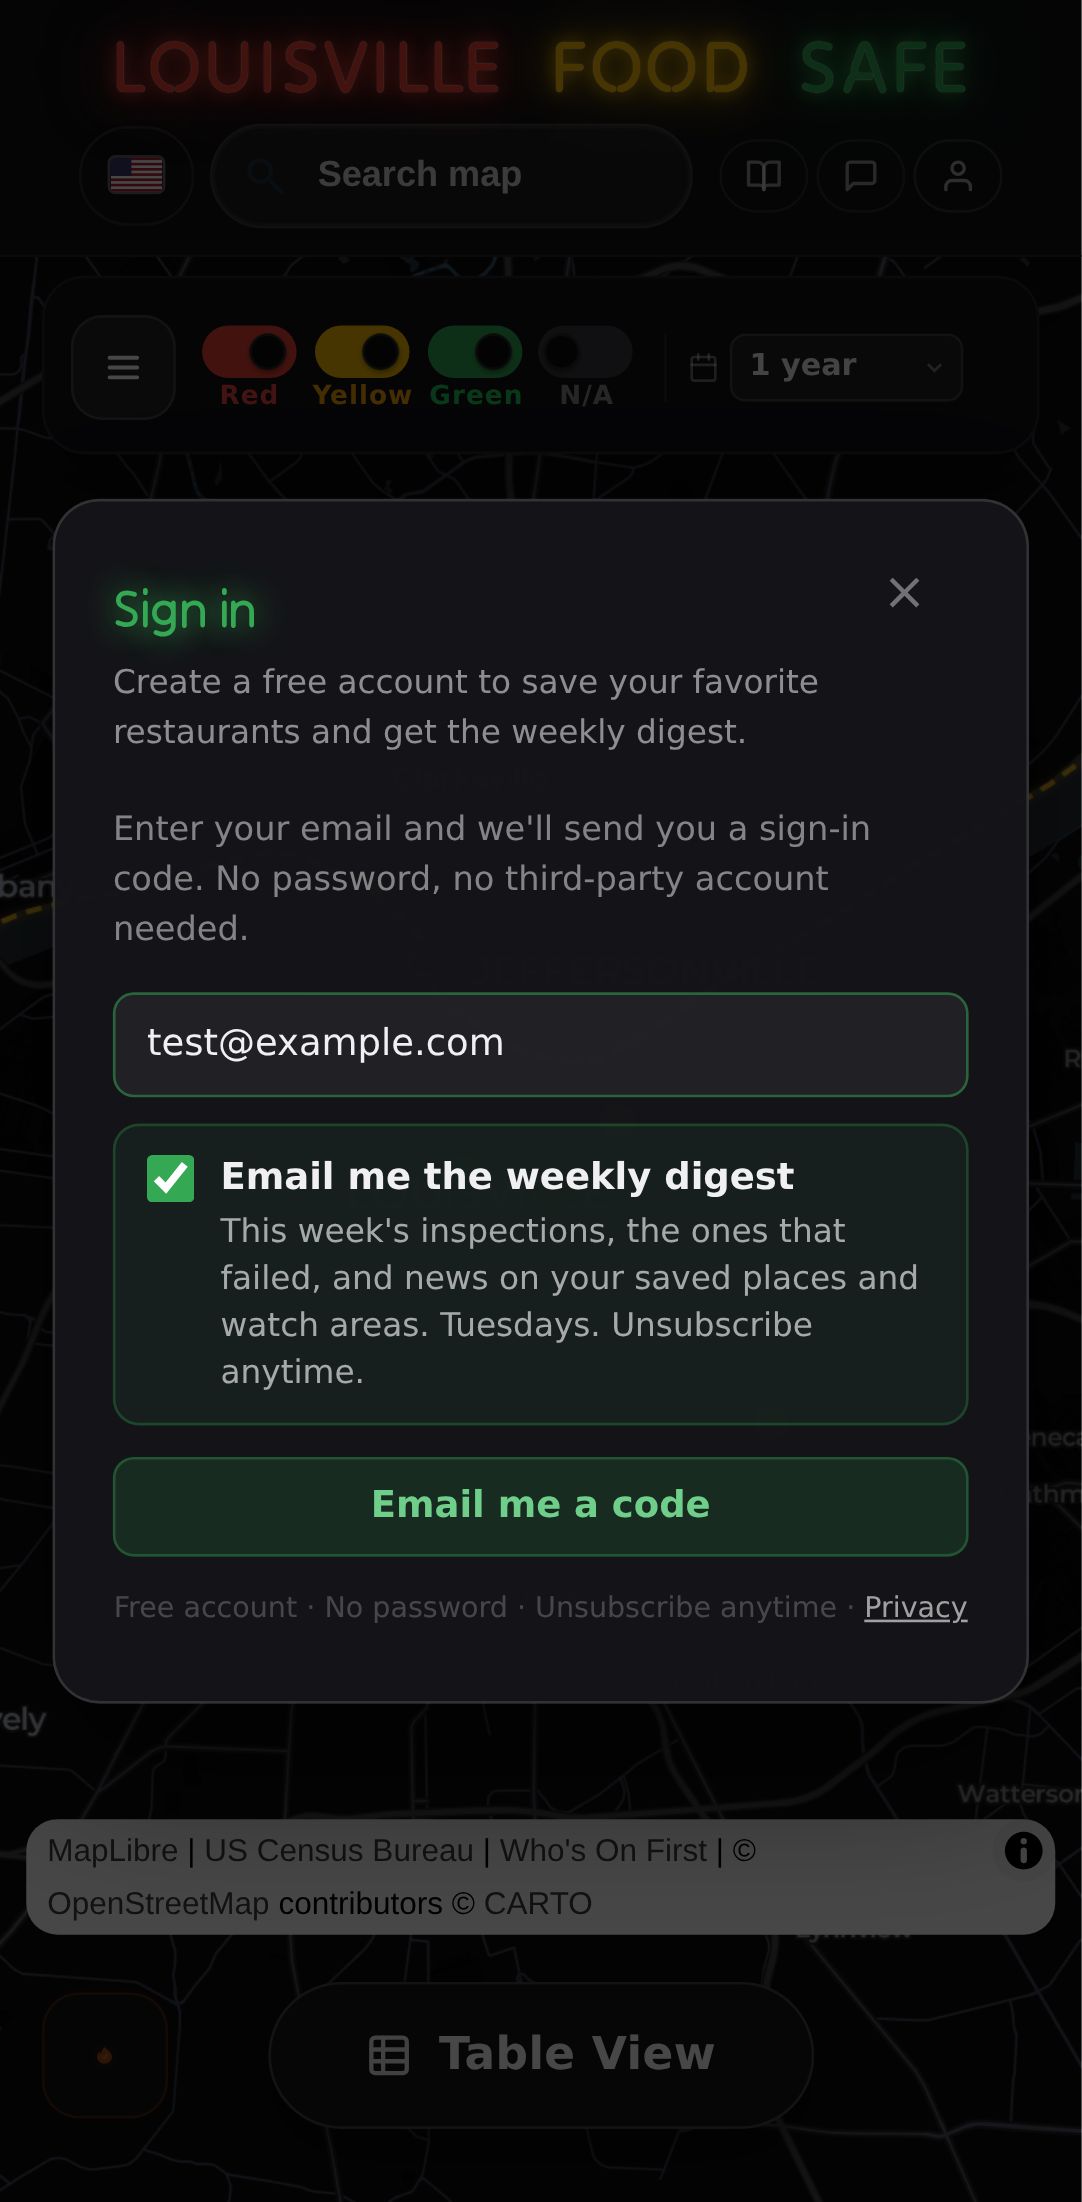 LOUISVILLE FOOD SAFE
Search map
Red Yellow Green N/A
1 year
Sign in
Create a free account to save your favorite
restaurants and get the weekly digest.
Enter your email and we'll send you a sign-in
code. No password, no third-party account
needed.
JEFFERSONVILLE
test@example.com
Email me the weekly digest
This week's inspections, the ones that
failed, and news on your saved places and
watch areas. Tuesdays. Unsubscribe
anytime.
Email me a code
Free account · No password · Unsubscribe anytime · Privacy
MapLibre | US Census Bureau | Who's On First | ©
OpenStreetMap contributors © CARTO
Table View